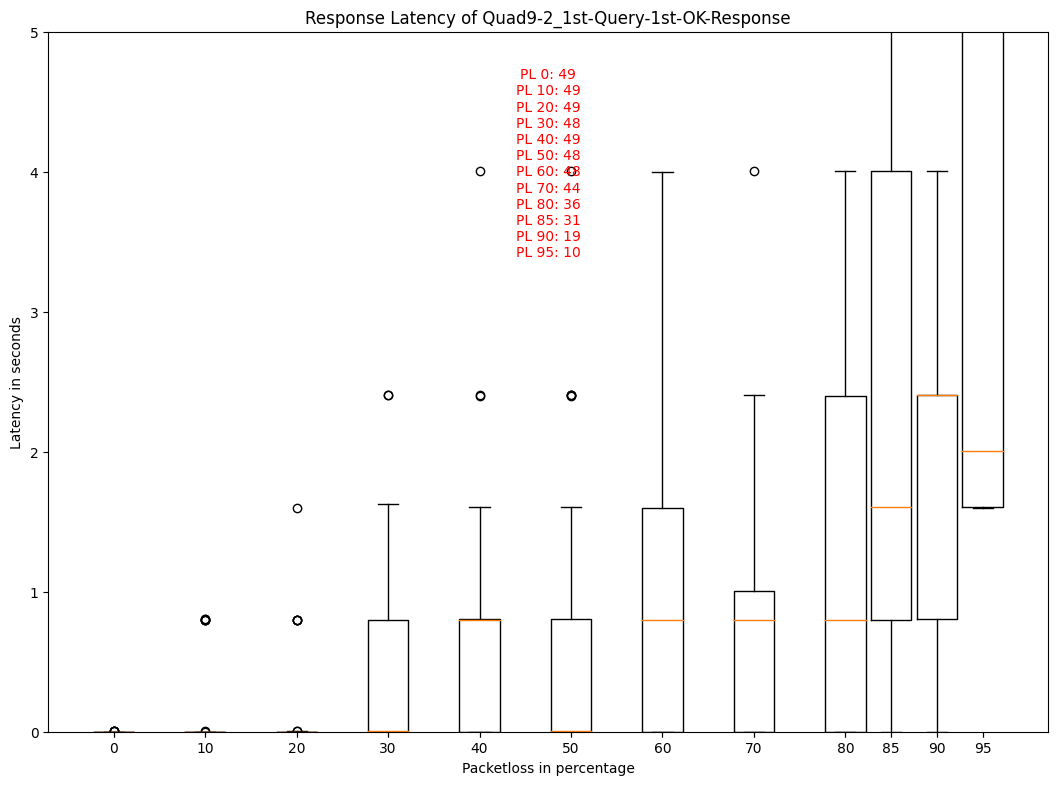 Response Latency of Quad9-2_1st-Query-1st-OK-Response
5
4
3
2
1
0
Latency in seconds
PL 0: 49
PL 10: 49
PL 20: 49
PL 30: 48
PL 40: 49
PL 50: 48
PL 60: 48
PL 70: 44
PL 80: 36
PL 85: 31
PL 90: 19
PL 95: 10
0 10 20 30 40 50 60 70 80 85 90 95
Packetloss in percentage